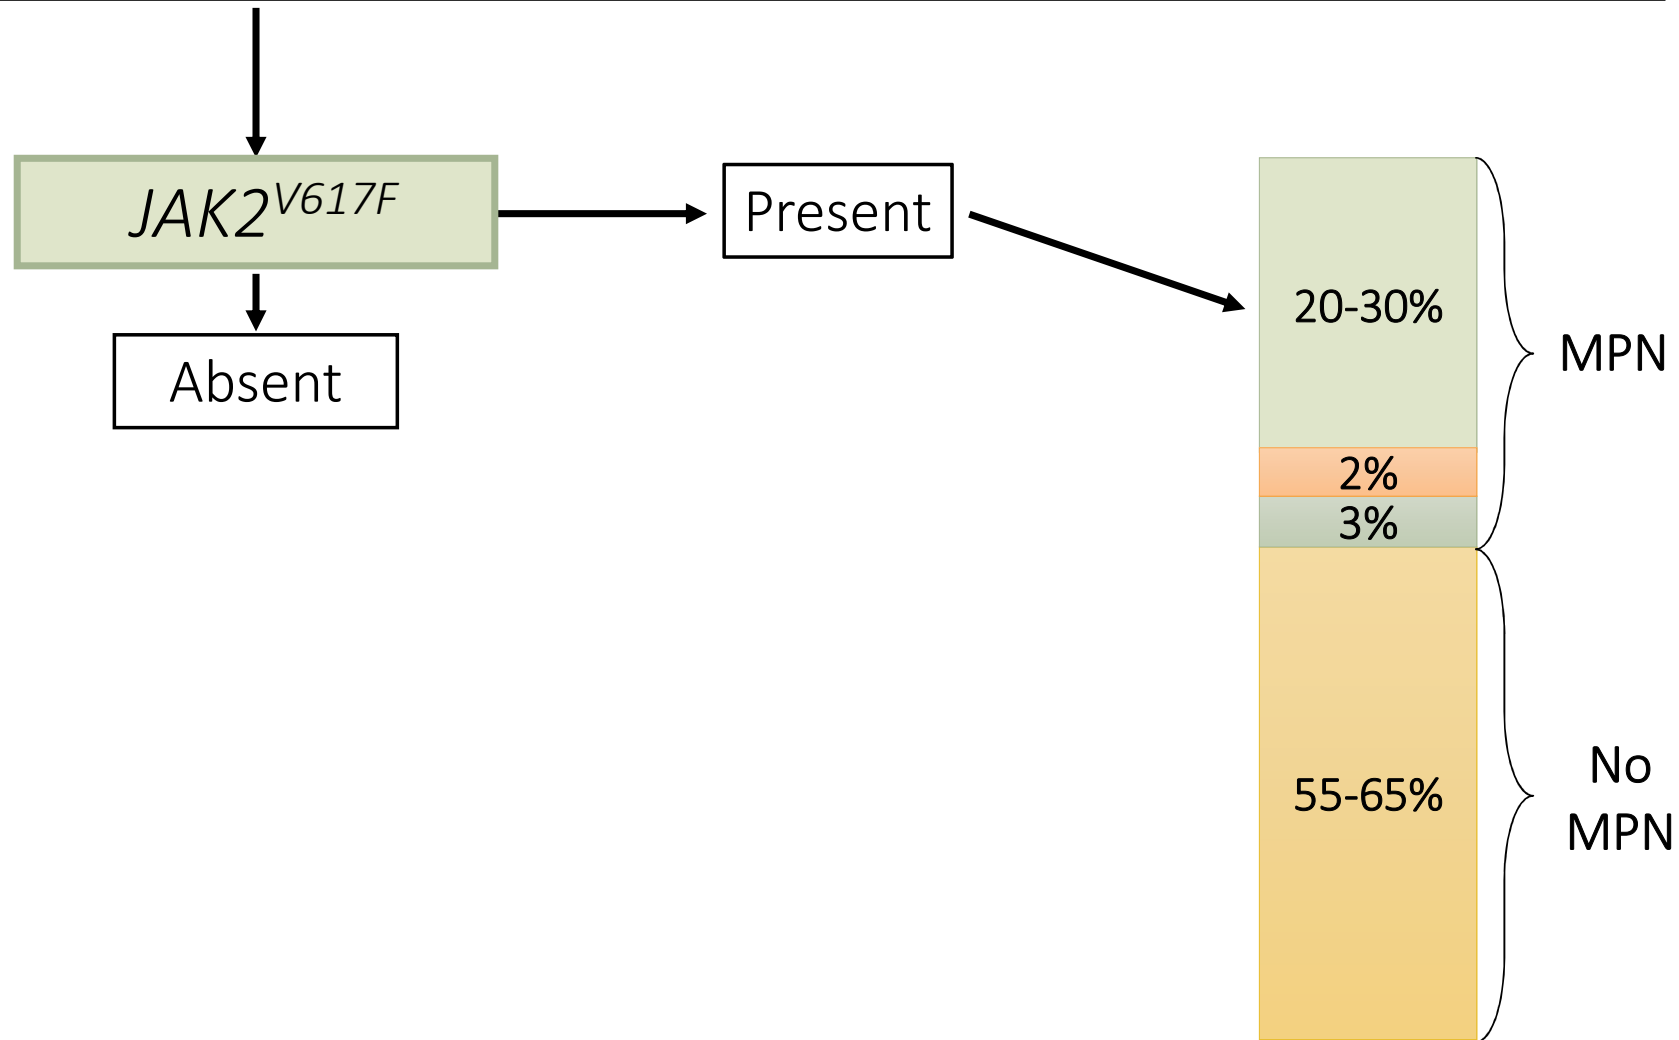 JAK2V617F
Present
Absent
20-30%
2%
3%
55-65%
MPN
No
MPN